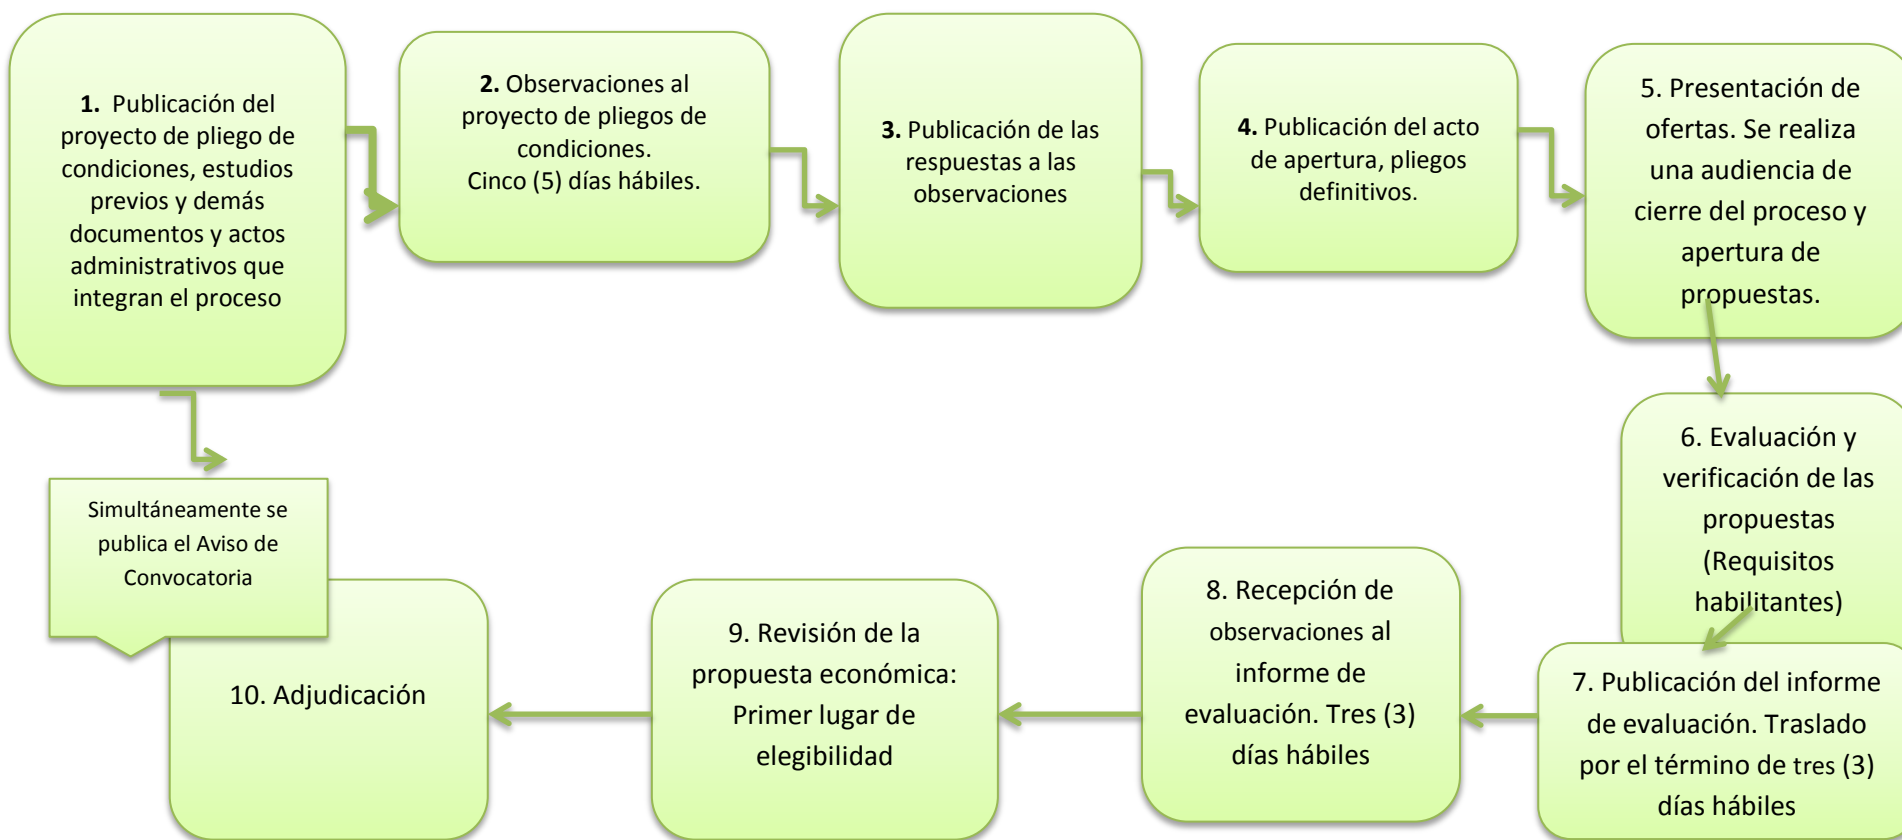 1. Publicación del
proyecto de pliego de
condiciones, estudios
previos y demás
documentos y actos
administrativos que
integran el proceso
2. Observaciones al
proyecto de pliegos de
condiciones.
Cinco (5) días hábiles.
3. Publicación de las
respuestas a las
observaciones
4. Publicación del acto
de apertura, pliegos
definitivos.
5. Presentación de
ofertas. Se realiza
una audiencia de
cierre del proceso y
apertura de
propuestas.
Simultáneamente se
publica el Aviso de
Convocatoria
6. Evaluación y
verificación de las
propuestas
(Requisitos
habilitantes)
7. Publicación del informe
de evaluación. Traslado
por el término de tres (3)
días hábiles
8. Recepción de
observaciones al
informe de
evaluación. Tres (3)
días hábiles
9. Revisión de la
propuesta económica:
Primer lugar de
elegibilidad
10. Adjudicación